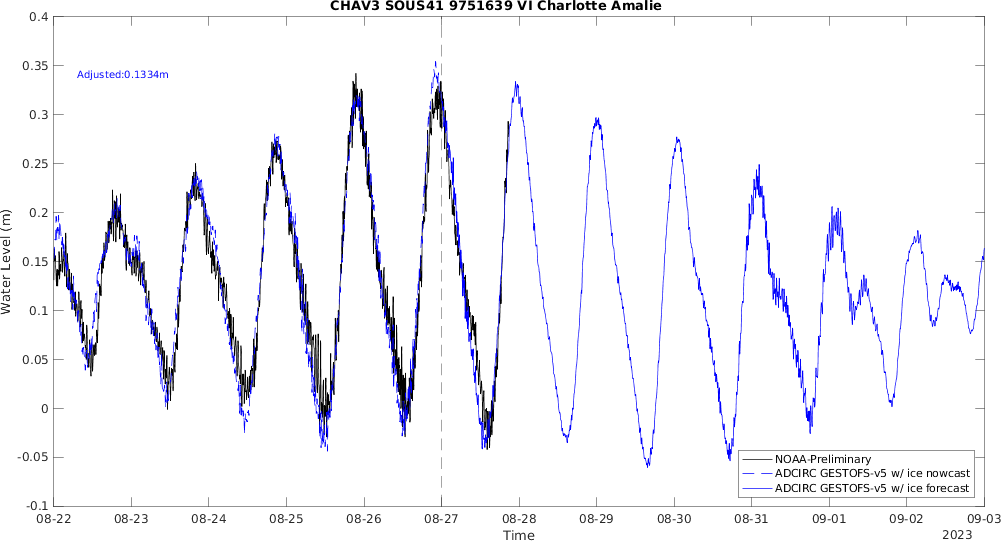 CHAV3 SOUS41 9751639 VI Charlotte Amalie
Adjusted:0.1334m
Water Level (m)
0.4
0.35
0.3
0.25
0.2
0.15
0.1
0.05
0
-0.05
-0.1
NOAA-Preliminary
ADCIRC GESTOFS-v5 w/ ice nowcast
ADCIRC GESTOFS-v5 w/ ice forecast
08-22 08-23 08-24 08-25 08-26 08-27 08-28 08-29 08-30 08-31 09-01 09-02 09-03
Time
2023